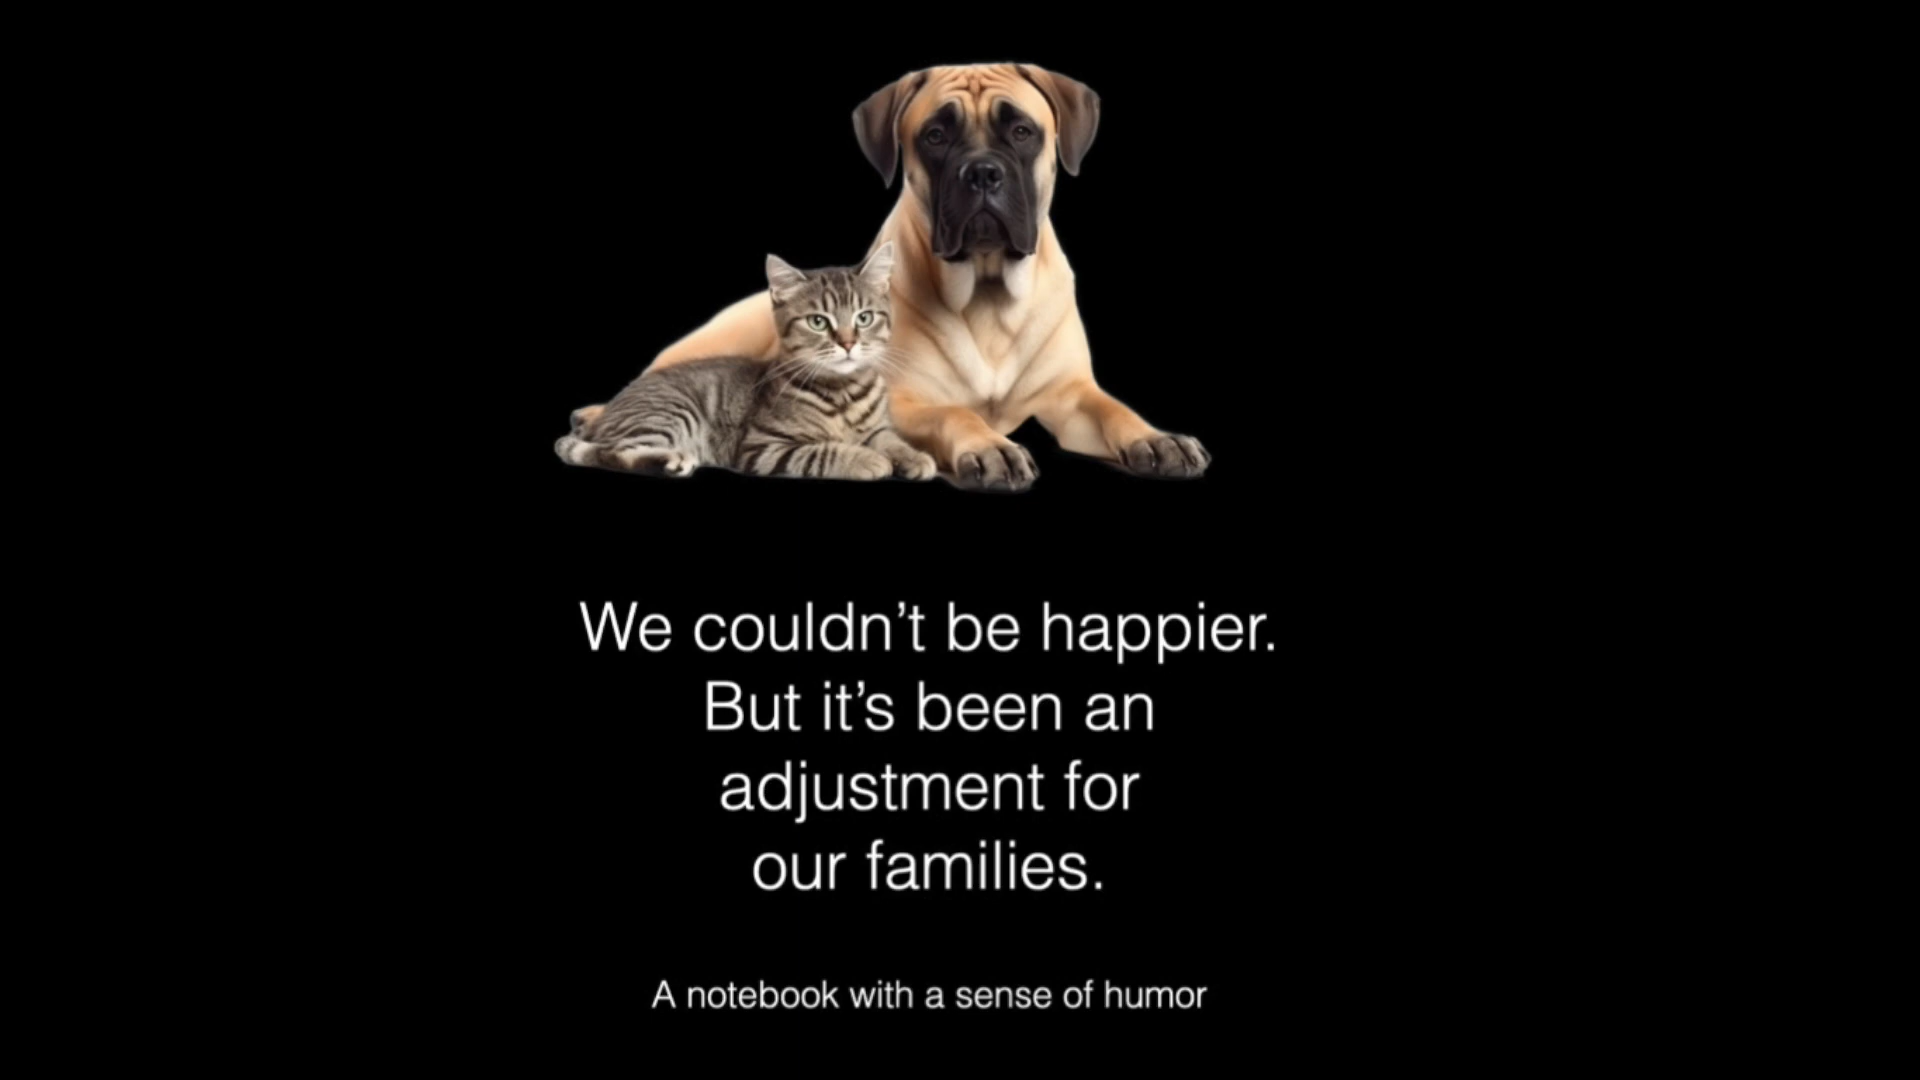 We couldn’t be happier.
But it’s been an
adjustment for
our families.
A notebook with a sense of humor